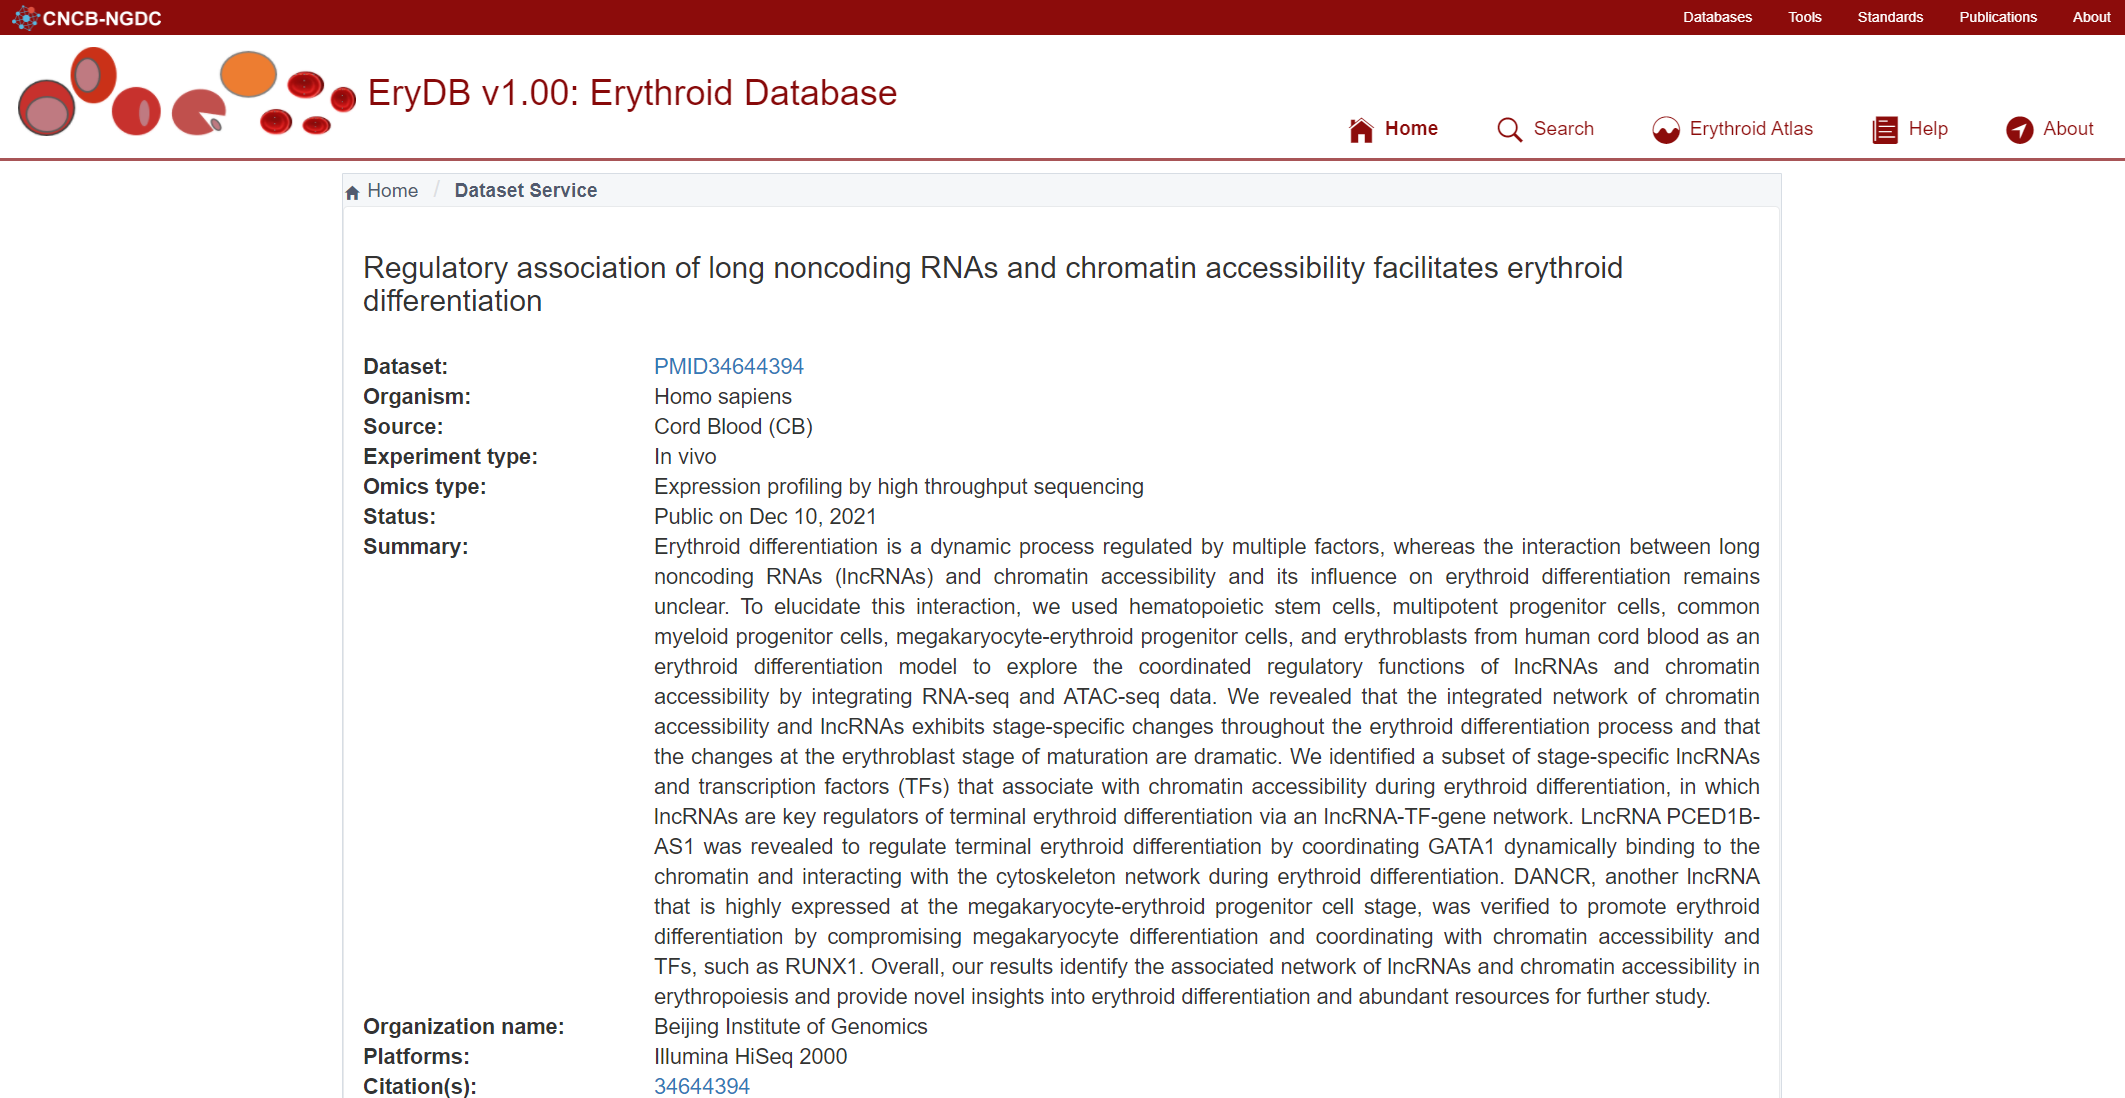 CNCB-NGDC
Databases Tools Standards Publications About
EryDB v1.00: Erythroid Database
Home Search Erythroid Atlas Help About
Home / Dataset Service
Regulatory association of long noncoding RNAs and chromatin accessibility facilitates erythroid
differentiation
Dataset: PMID34644394
Organism: Homo sapiens
Source: Cord Blood (CB)
Experiment type: In vivo
Omics type: Expression profiling by high throughput sequencing
Status: Public on Dec 10, 2021
Summary: Erythroid differentiation is a dynamic process regulated by multiple factors, whereas the interaction between long
noncoding RNAs (lncRNAs) and chromatin accessibility and its influence on erythroid differentiation remains
unclear. To elucidate this interaction, we used hematopoietic stem cells, multipotent progenitor cells, common
myeloid progenitor cells, megakaryocyte-erythroid progenitor cells, and erythroblasts from human cord blood as an
erythroid differentiation model to explore the coordinated regulatory functions of lncRNAs and chromatin
accessibility by integrating RNA-seq and ATAC-seq data. We revealed that the integrated network of chromatin
accessibility and lncRNAs exhibits stage-specific changes throughout the erythroid differentiation process and that
the changes at the erythroblast stage of maturation are dramatic. We identified a subset of stage-specific lncRNAs
and transcription factors (TFs) that associate with chromatin accessibility during erythroid differentiation, in which
lncRNAs are key regulators of terminal erythroid differentiation via an lncRNA-TF-gene network. LncRNA PCED1B-
AS1 was revealed to regulate terminal erythroid differentiation by coordinating GATA1 dynamically binding to the
chromatin and interacting with the cytoskeleton network during erythroid differentiation. DANCR, another lncRNA
that is highly expressed at the megakaryocyte-erythroid progenitor cell stage, was verified to promote erythroid
differentiation by compromising megakaryocyte differentiation and coordinating with chromatin accessibility and
TFs, such as RUNX1. Overall, our results identify the associated network of lncRNAs and chromatin accessibility in
erythropoiesis and provide novel insights into erythroid differentiation and abundant resources for further study.
Organization name: Beijing Institute of Genomics
Platforms: Illumina HiSeq 2000
Citation(s): 34644394